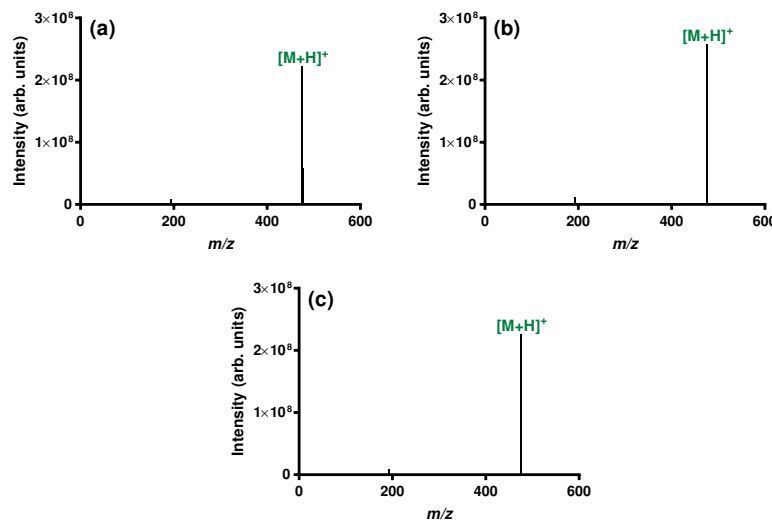 (a)
[M+H]⁺
Intensity (arb. units)
3×10⁸
2×10⁸
1×10⁸
0
0 200 400 600
m/z
(b)
[M+H]⁺
Intensity (arb. units)
3×10⁸
2×10⁸
1×10⁸
0
0 200 400 600
m/z
(c)
[M+H]⁺
Intensity (arb. units)
3×10⁸
2×10⁸
1×10⁸
0
0 200 400 600
m/z